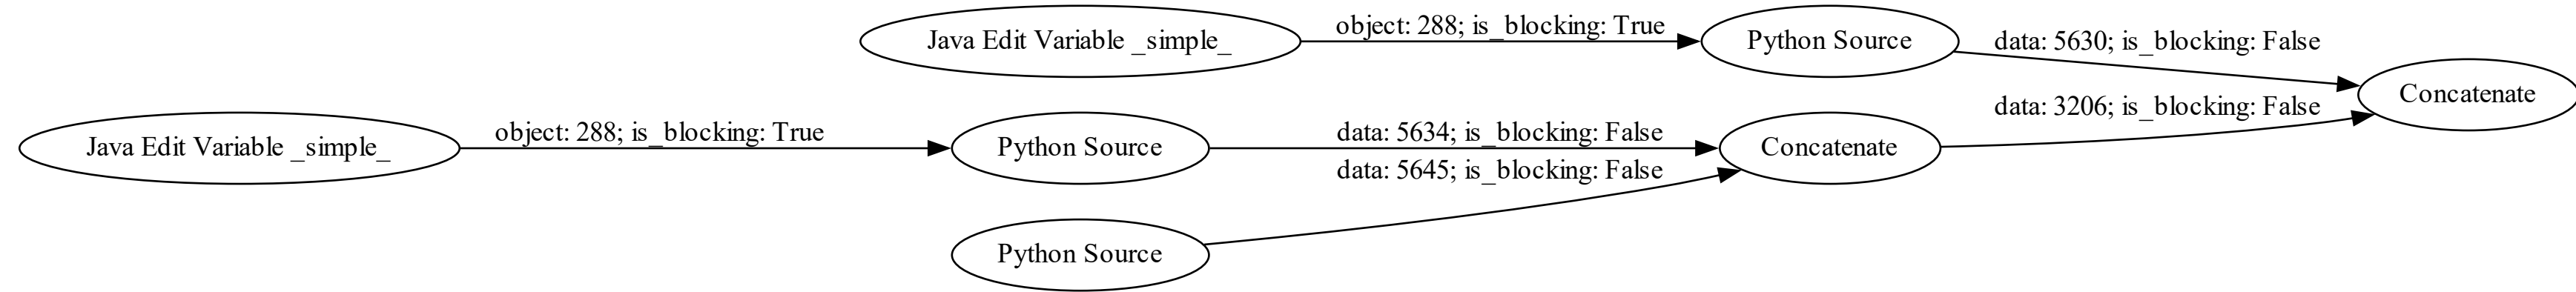 Java Edit Variable _simple_
object: 288; is_blocking: True
Python Source
data: 5630; is_blocking: False
Concatenate
Java Edit Variable _simple_
object: 288; is_blocking: True
Python Source
data: 5634; is_blocking: False
Concatenate
data: 3206; is_blocking: False
data: 5645; is_blocking: False
Python Source